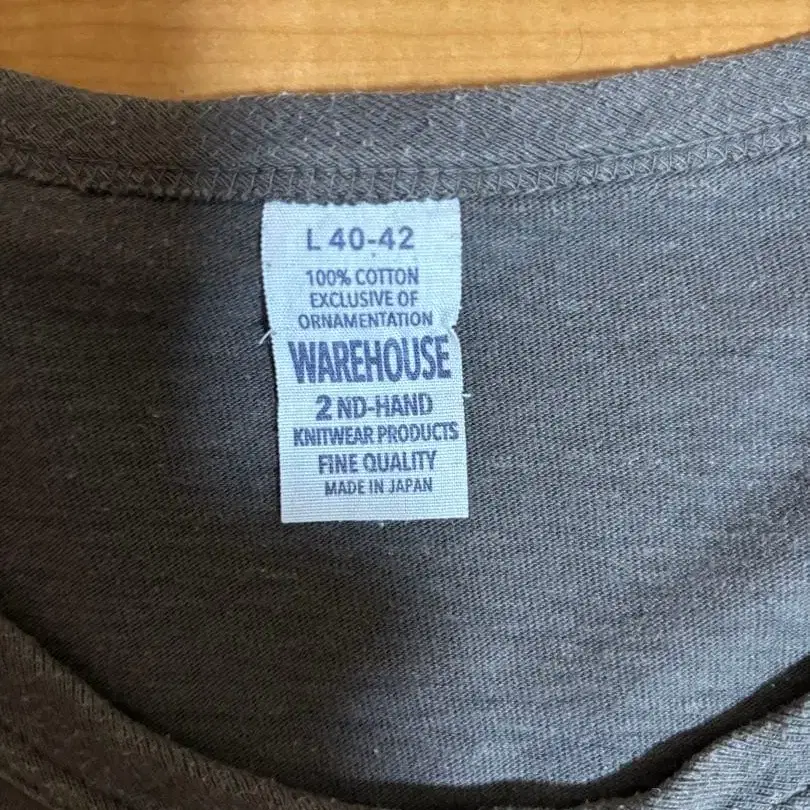 L 40-42
100% COTTON
EXCLUSIVE OF
ORNAMENTATION
WAREHOUSE
2 ND-HAND
KNITWEAR PRODUCTS
FINE QUALITY
MADE IN JAPAN